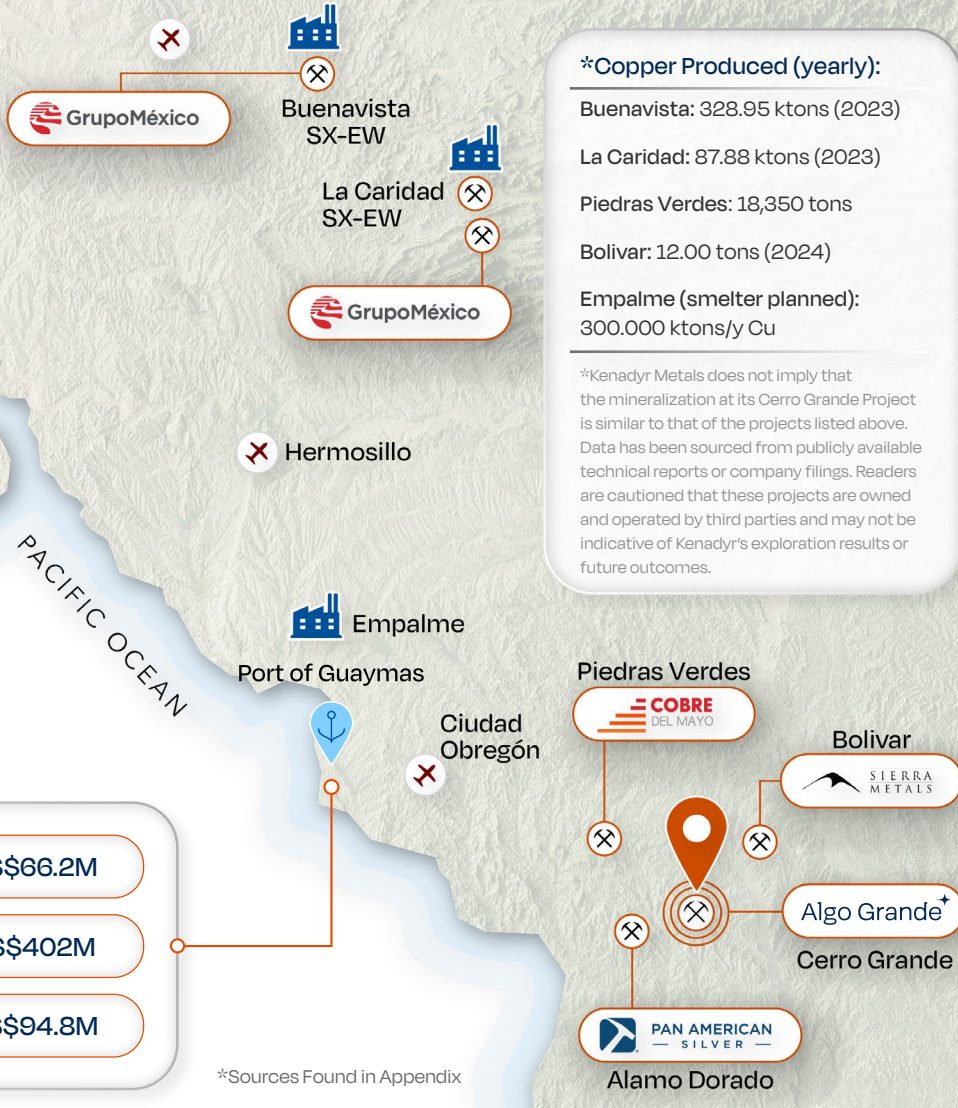 GrupoMéxico
Buenavista
SX-EW
La Caridad
SX-EW
GrupoMéxico
*Copper Produced (yearly):
Buenavista: 328.95 ktons (2023)
La Caridad: 87.88 ktons (2023)
Piedras Verdes: 18,350 tons
Bolivar: 12.00 tons (2024)
Empalme (smelter planned):
300.000 ktons/y Cu
*Kenadyr Metals does not imply that
the mineralization at its Cerro Grande Project
is similar to that of the projects listed above.
Data has been sourced from publicly available
technical reports or company filings. Readers
are cautioned that these projects are owned
and operated by third parties and may not be
indicative of Kenadyr's exploration results or
future outcomes.
Hermosillo
PACIFIC OCEAN
Empalme
Port of Guaymas
Ciudad
Obregón
Piedras Verdes
COBRE
DEL MAYO
Bolivar
SIERRA
METALS
Algo Grande
Cerro Grande
PAN AMERICAN
SILVER
Alamo Dorado
$66.2M
$402M
$94.8M
*Sources Found in Appendix